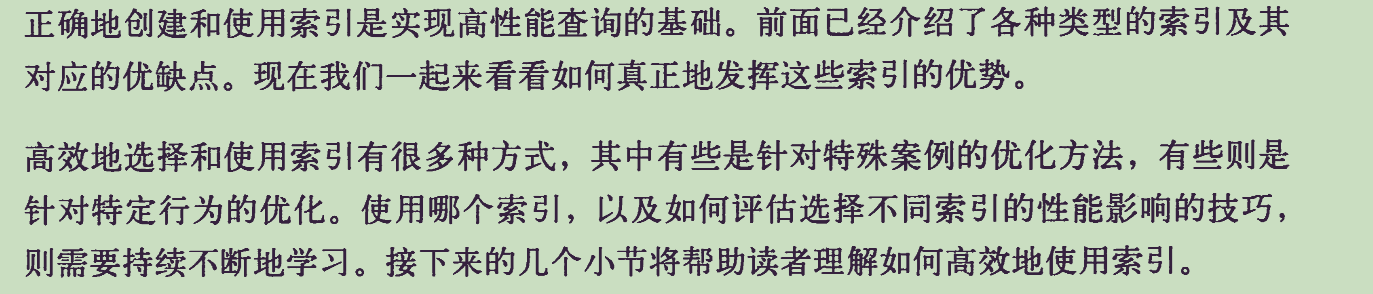 正确地创建和使用索引是实现高性能查询的基础。前面已经介绍了各种类型的索引及其
对应的优缺点。现在我们一起来看看如何真正地发挥这些索引的优势。
高效地选择和使用索引有很多种方式，其中有些是针对特殊案例的优化方法，有些则是
针对特定行为的优化。使用哪个索引，以及如何评估选择不同索引的性能影响的技巧，
则需要持续不断地学习。接下来的几个小节将帮助读者理解如何高效地使用索引。